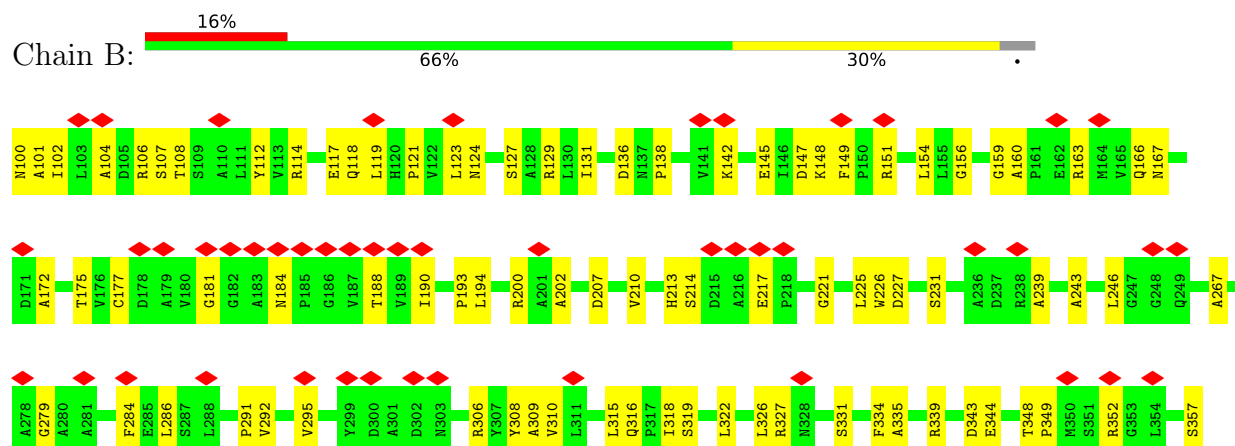 16%
Chain B:
66% 30% •
N100 A101 I102 L103 A104 D105 R106 S107 T108 S109 A110 L111 Y112 V113 R114 E117 Q118 L119 H120 P121 V122 L123 N124 S127 A128 R129 L130 I131 D136 N137 P138 V141 K142 E145 I146 D147 K148 F149 P150 R151 L154 L155 G156 G159 A160 P161 E162 R163 M164 V165 Q166 N167
D171 A172 T175 V176 C177 D178 A179 V180 G181 G182 A183 N184 P185 G186 V187 T188 V189 I190 P193 L194 R200 A201 A202 D207 V210 H213 S214 D215 A216 E217 P218 G221 L225 W226 D227 S231 A236 D237 R238 A239 A243 L246 G247 G248 Q249 A267
A278 G279 A280 A281 F284 E285 L286 S287 L288 P291 V292 V295 Y299 D300 A301 D302 N303 R306 Y307 Y308 A309 V310 L311 L315 Q316 P317 I318 S319 L322 L326 R327 N328 S331 F334 A335 R339 D343 E344 T348 P349 M350 S351 R352 G353 L354 S357